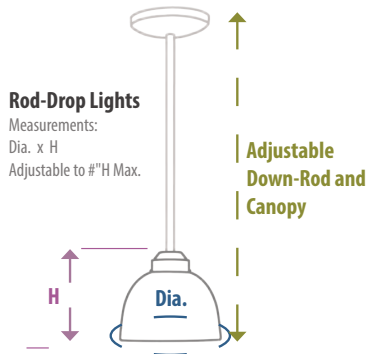 Rod-Drop Lights
Measurements:
Dia. x H
Adjustable to #"H Max.
Adjustable
Down-Rod and
Canopy
H
Dia.